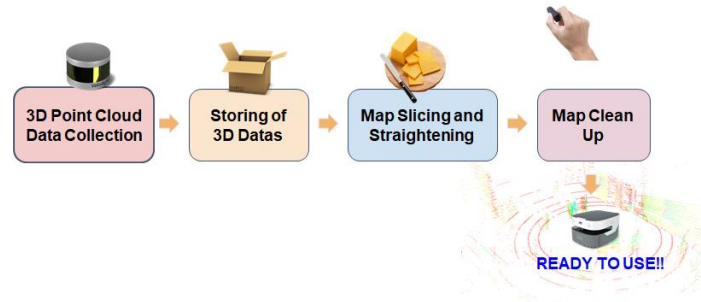 3D Point Cloud
Data Collection
Storing of
3D Datas
Map Slicing and
Straightening
Map Clean
Up
READY TO USE!!